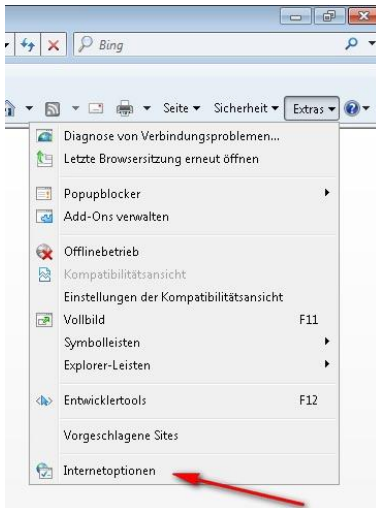 Bing
Seite Sicherheit Extras
Diagnose von Verbindungsproblemen...
Letzte Browsersitzung erneut öffnen
Popupblocker
Add-Ons verwalten
Offlinebetrieb
Kompatibilitätsansicht
Einstellungen der Kompatibilitätsansicht
Vollbild F11
Symbolleisten
Explorer-Leisten
Entwicklertools F12
Vorgeschlagene Sites
Internetoptionen